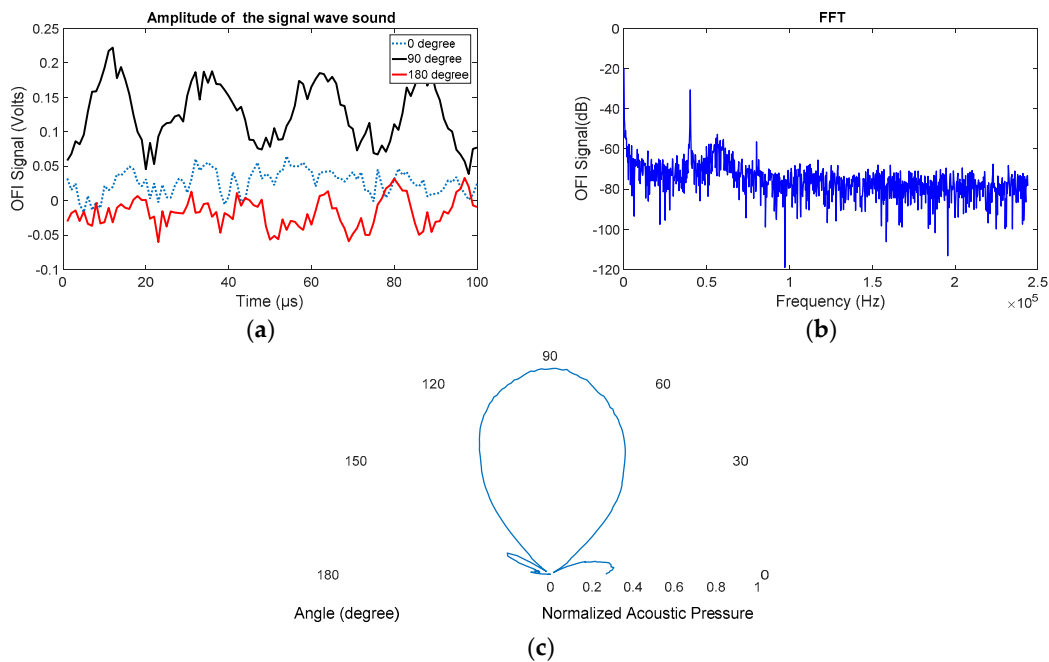 Amplitude of the signal wave sound
OFI Signal (Volts)
0.25
0.2
0.15
0.1
0.05
0
-0.05
-0.1
0 degree
90 degree
180 degree
0 20 40 60 80 100
Time (µs)
(a)
FFT
OFI Signal(dB)
0
-20
-40
-60
-80
-100
-120
0 0.5 1 1.5 2 2.5
×10⁵
Frequency (Hz)
(b)
90
120 60
150 30
180 0
0 0.2 0.4 0.6 0.8 1
Angle (degree) Normalized Acoustic Pressure
(c)